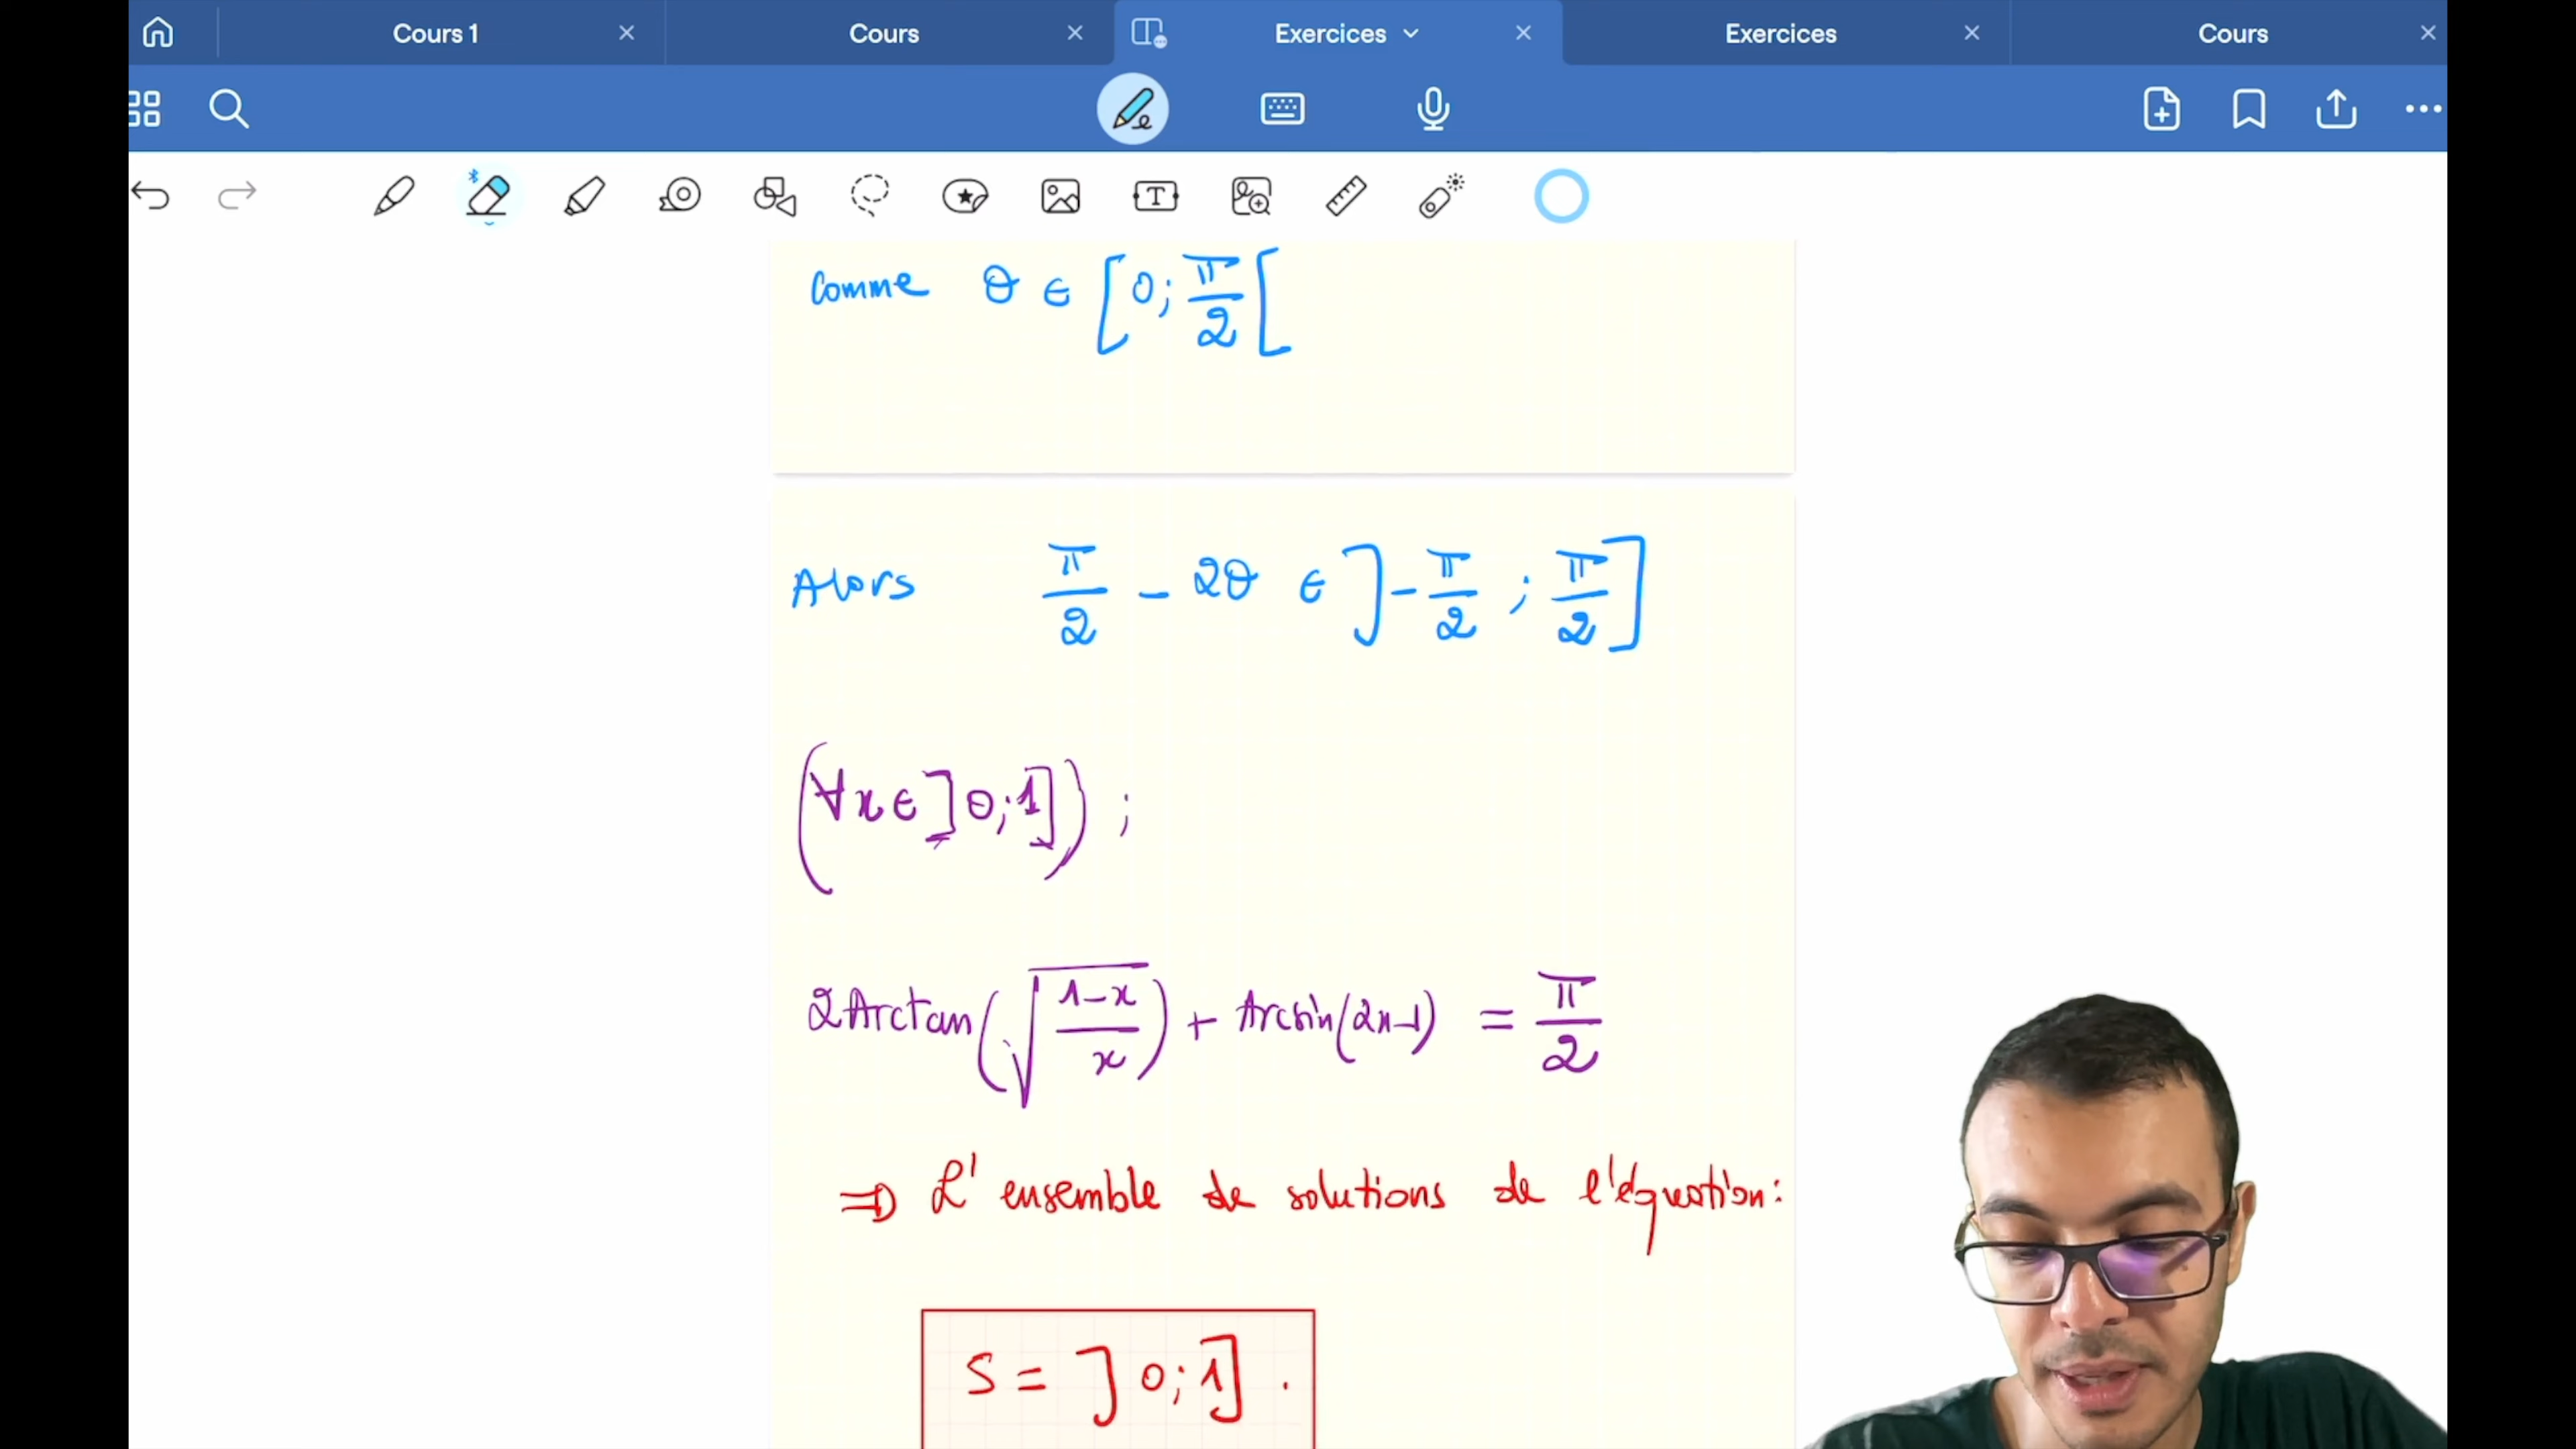 Cours 1 Cours Exercices Exercices Cours
Comme θ ∈ [0; π/2[
Alors π/2 - 2θ ∈ ]-π/2 ; π/2]
(∀x ∈ ]0;1]) ;
2Arctan(√((1-x)/x)) + Arcsin(2x-1) = π/2
⇒ L'ensemble de solutions de l'équation:
S = ]0;1] .